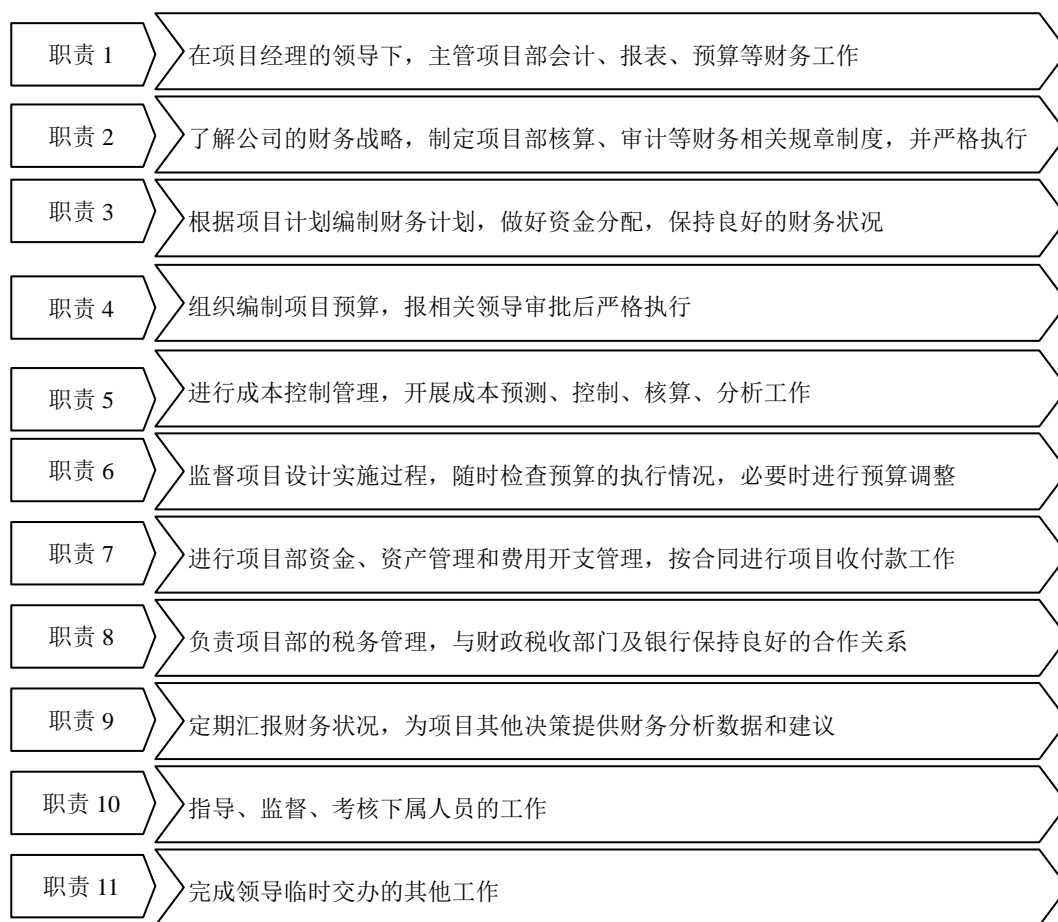 职责 1
在项目经理的领导下，主管项目部会计、报表、预算等财务工作
职责 2
了解公司的财务战略，制定项目部核算、审计等财务相关规章制度，并严格执行
职责 3
根据项目计划编制财务计划，做好资金分配，保持良好的财务状况
职责 4
组织编制项目预算，报相关领导审批后严格执行
职责 5
进行成本控制管理，开展成本预测、控制、核算、分析工作
职责 6
监督项目设计实施过程，随时检查预算的执行情况，必要时进行预算调整
职责 7
进行项目部资金、资产管理和费用开支管理，按合同进行项目收付款工作
职责 8
负责项目部的税务管理，与财政税收部门及银行保持良好的合作关系
职责 9
定期汇报财务状况，为项目其他决策提供财务分析数据和建议
职责 10
指导、监督、考核下属人员的工作
职责 11
完成领导临时交办的其他工作